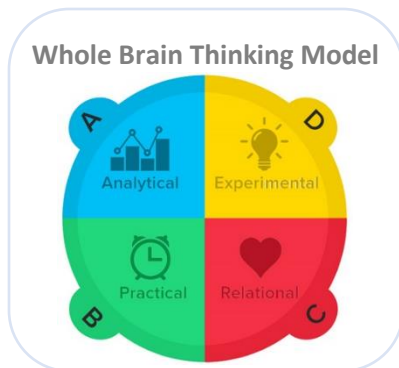 Whole Brain Thinking Model
A
D
Analytical
Experimental
Practical
Relational
B
C